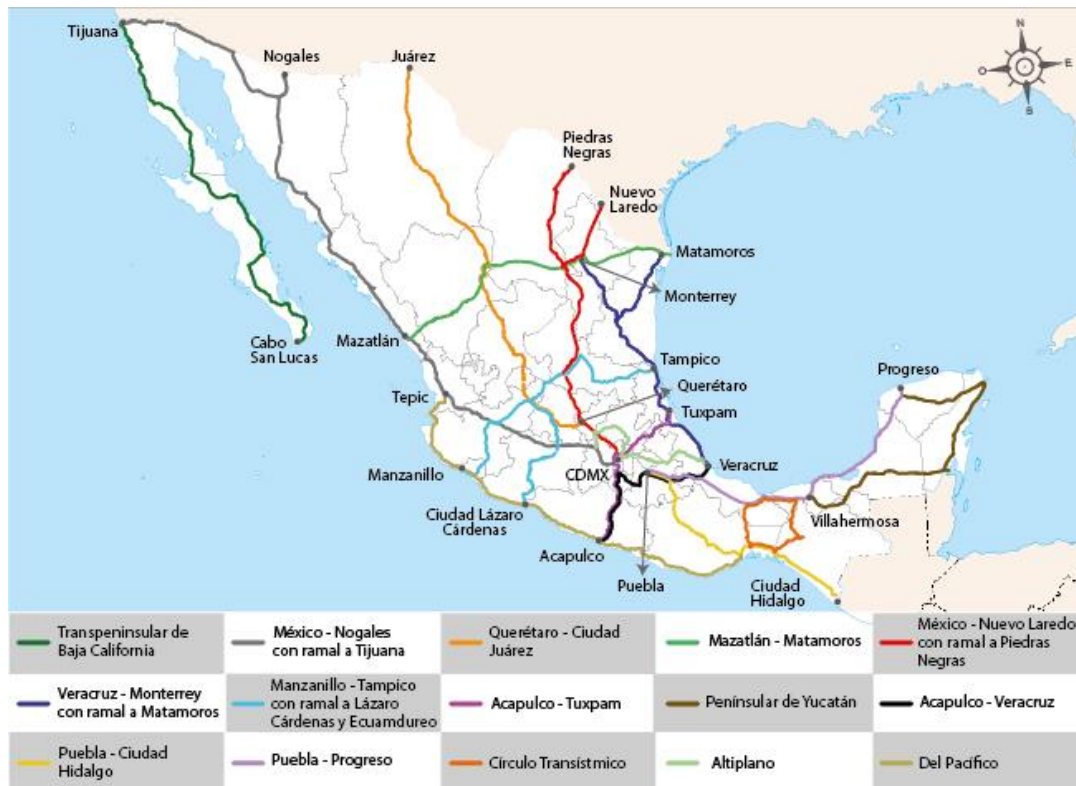 Tijuana
Nogales
Juárez
N
O
E
S
Piedras
Negras
Nuevo
Laredo
Matamoros
Monterrey
Cabo
San Lucas
Mazatlán
Tampico
Progreso
Querétaro
Tepic
Tuxpam
Manzanillo
CDMX
Veracruz
Ciudad Lázaro
Cárdenas
Villahermosa
Acapulco
Puebla
Ciudad
Hidalgo
Transpeninsular de
Baja California
México - Nogales
con ramal a Tijuana
Querétaro - Ciudad
Juárez
Mazatlán - Matamoros
México - Nuevo Laredo
con ramal a Piedras
Negras
Veracruz - Monterrey
con ramal a Matamoros
Manzanillo - Tampico
con ramal a Lázaro
Cárdenas y Ecuamdureo
Acapulco - Tuxpam
Penínsular de Yucatán
Acapulco - Veracruz
Puebla - Ciudad
Hidalgo
Puebla - Progreso
Círculo Transístmico
Altiplano
Del Pacífico